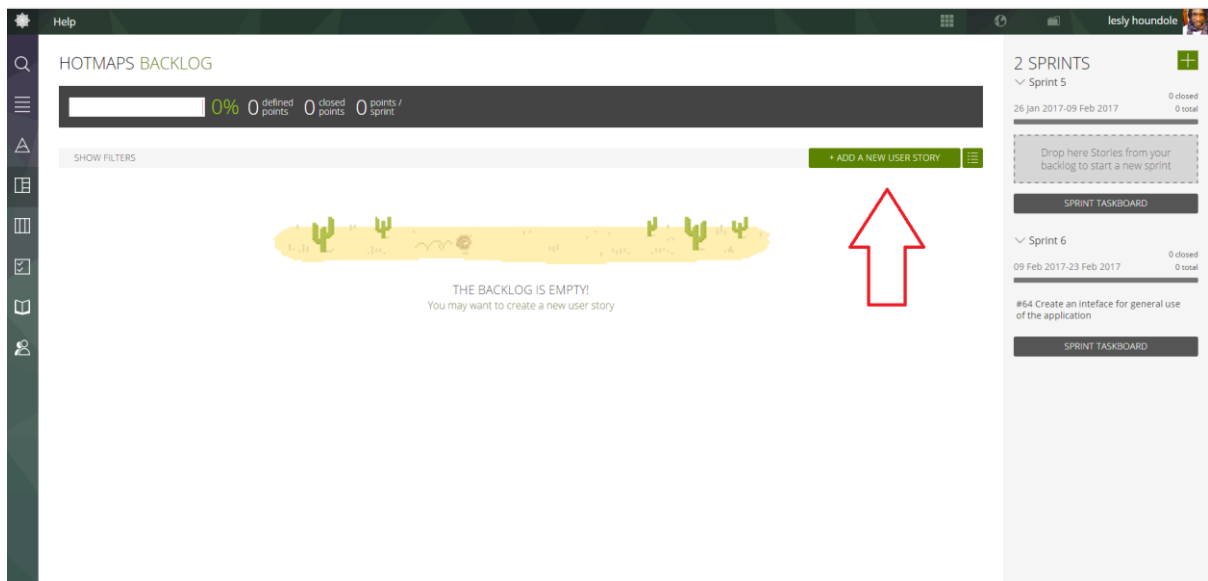 Help
lesly houndole
HOTMAPS BACKLOG
0% 0 defined points 0 closed points 0 points / sprint
SHOW FILTERS
+ ADD A NEW USER STORY
THE BACKLOG IS EMPTY!
You may want to create a new user story
2 SPRINTS
Sprint 5
0 closed
26 Jan 2017-09 Feb 2017
0 total
Drop here Stories from your
backlog to start a new sprint
SPRINT TASKBOARD
Sprint 6
0 closed
09 Feb 2017-23 Feb 2017
0 total
#64 Create an inteface for general use
of the application
SPRINT TASKBOARD